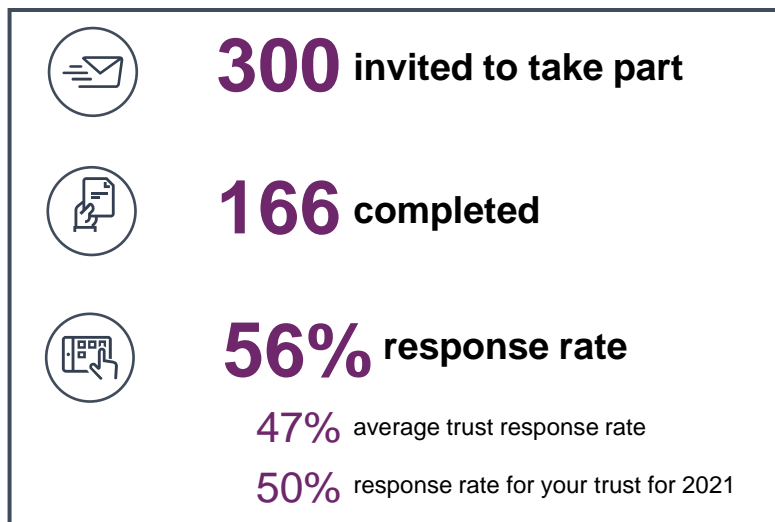 300 invited to take part
166 completed
56% response rate
47% average trust response rate
50% response rate for your trust for 2021